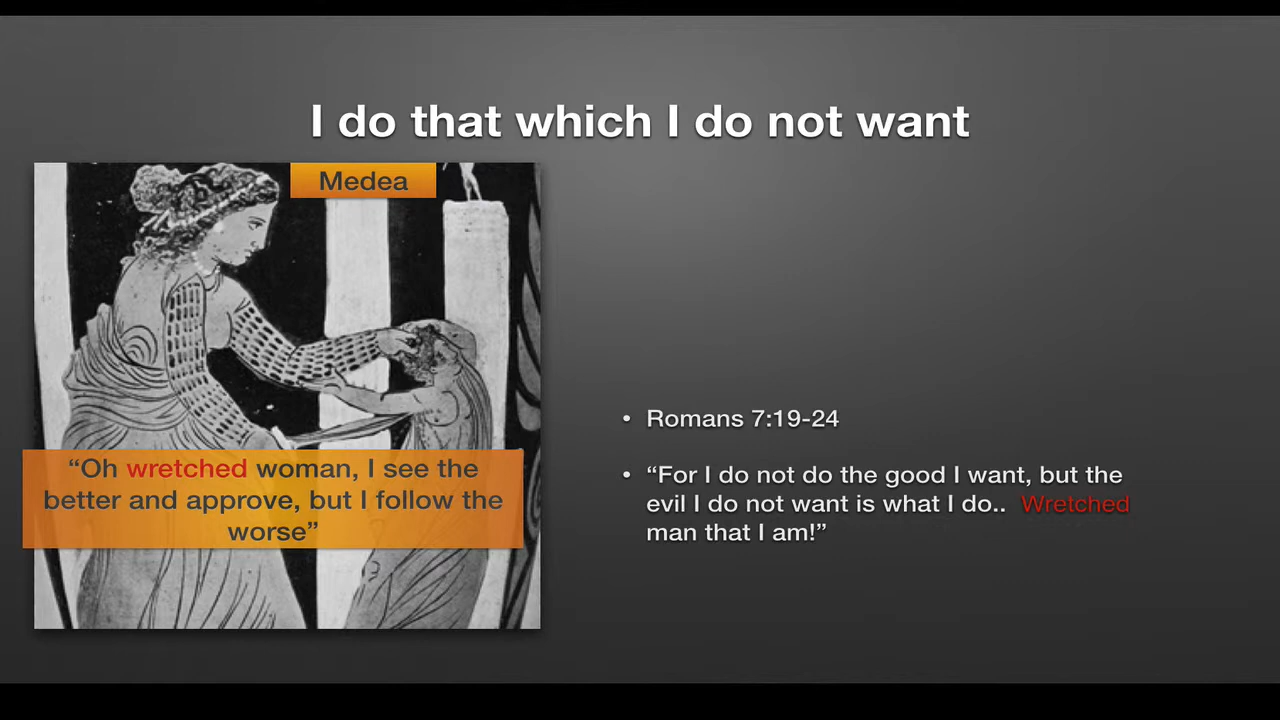 I do that which I do not want
Medea
“Oh wretched woman, I see the
better and approve, but I follow the
worse”
• Romans 7:19-24
• “For I do not do the good I want, but the
evil I do not want is what I do.. Wretched
man that I am!”